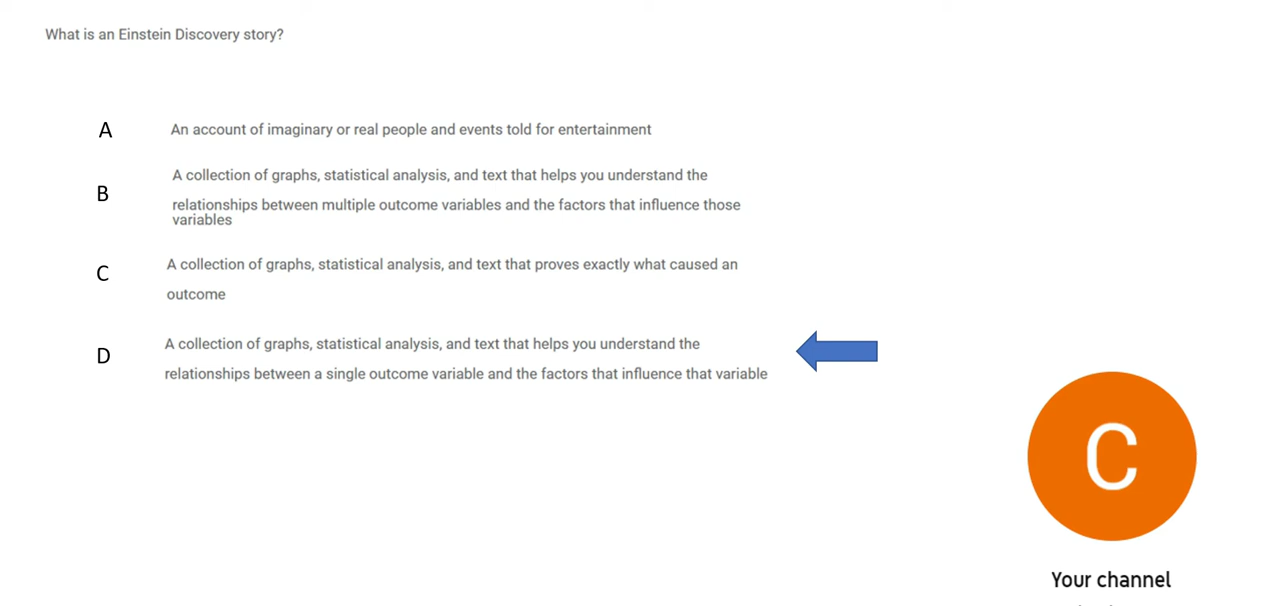 What is an Einstein Discovery story?
A
An account of imaginary or real people and events told for entertainment
B
A collection of graphs, statistical analysis, and text that helps you understand the
relationships between multiple outcome variables and the factors that influence those
variables
C
A collection of graphs, statistical analysis, and text that proves exactly what caused an
outcome
D
A collection of graphs, statistical analysis, and text that helps you understand the
relationships between a single outcome variable and the factors that influence that variable
C
Your channel